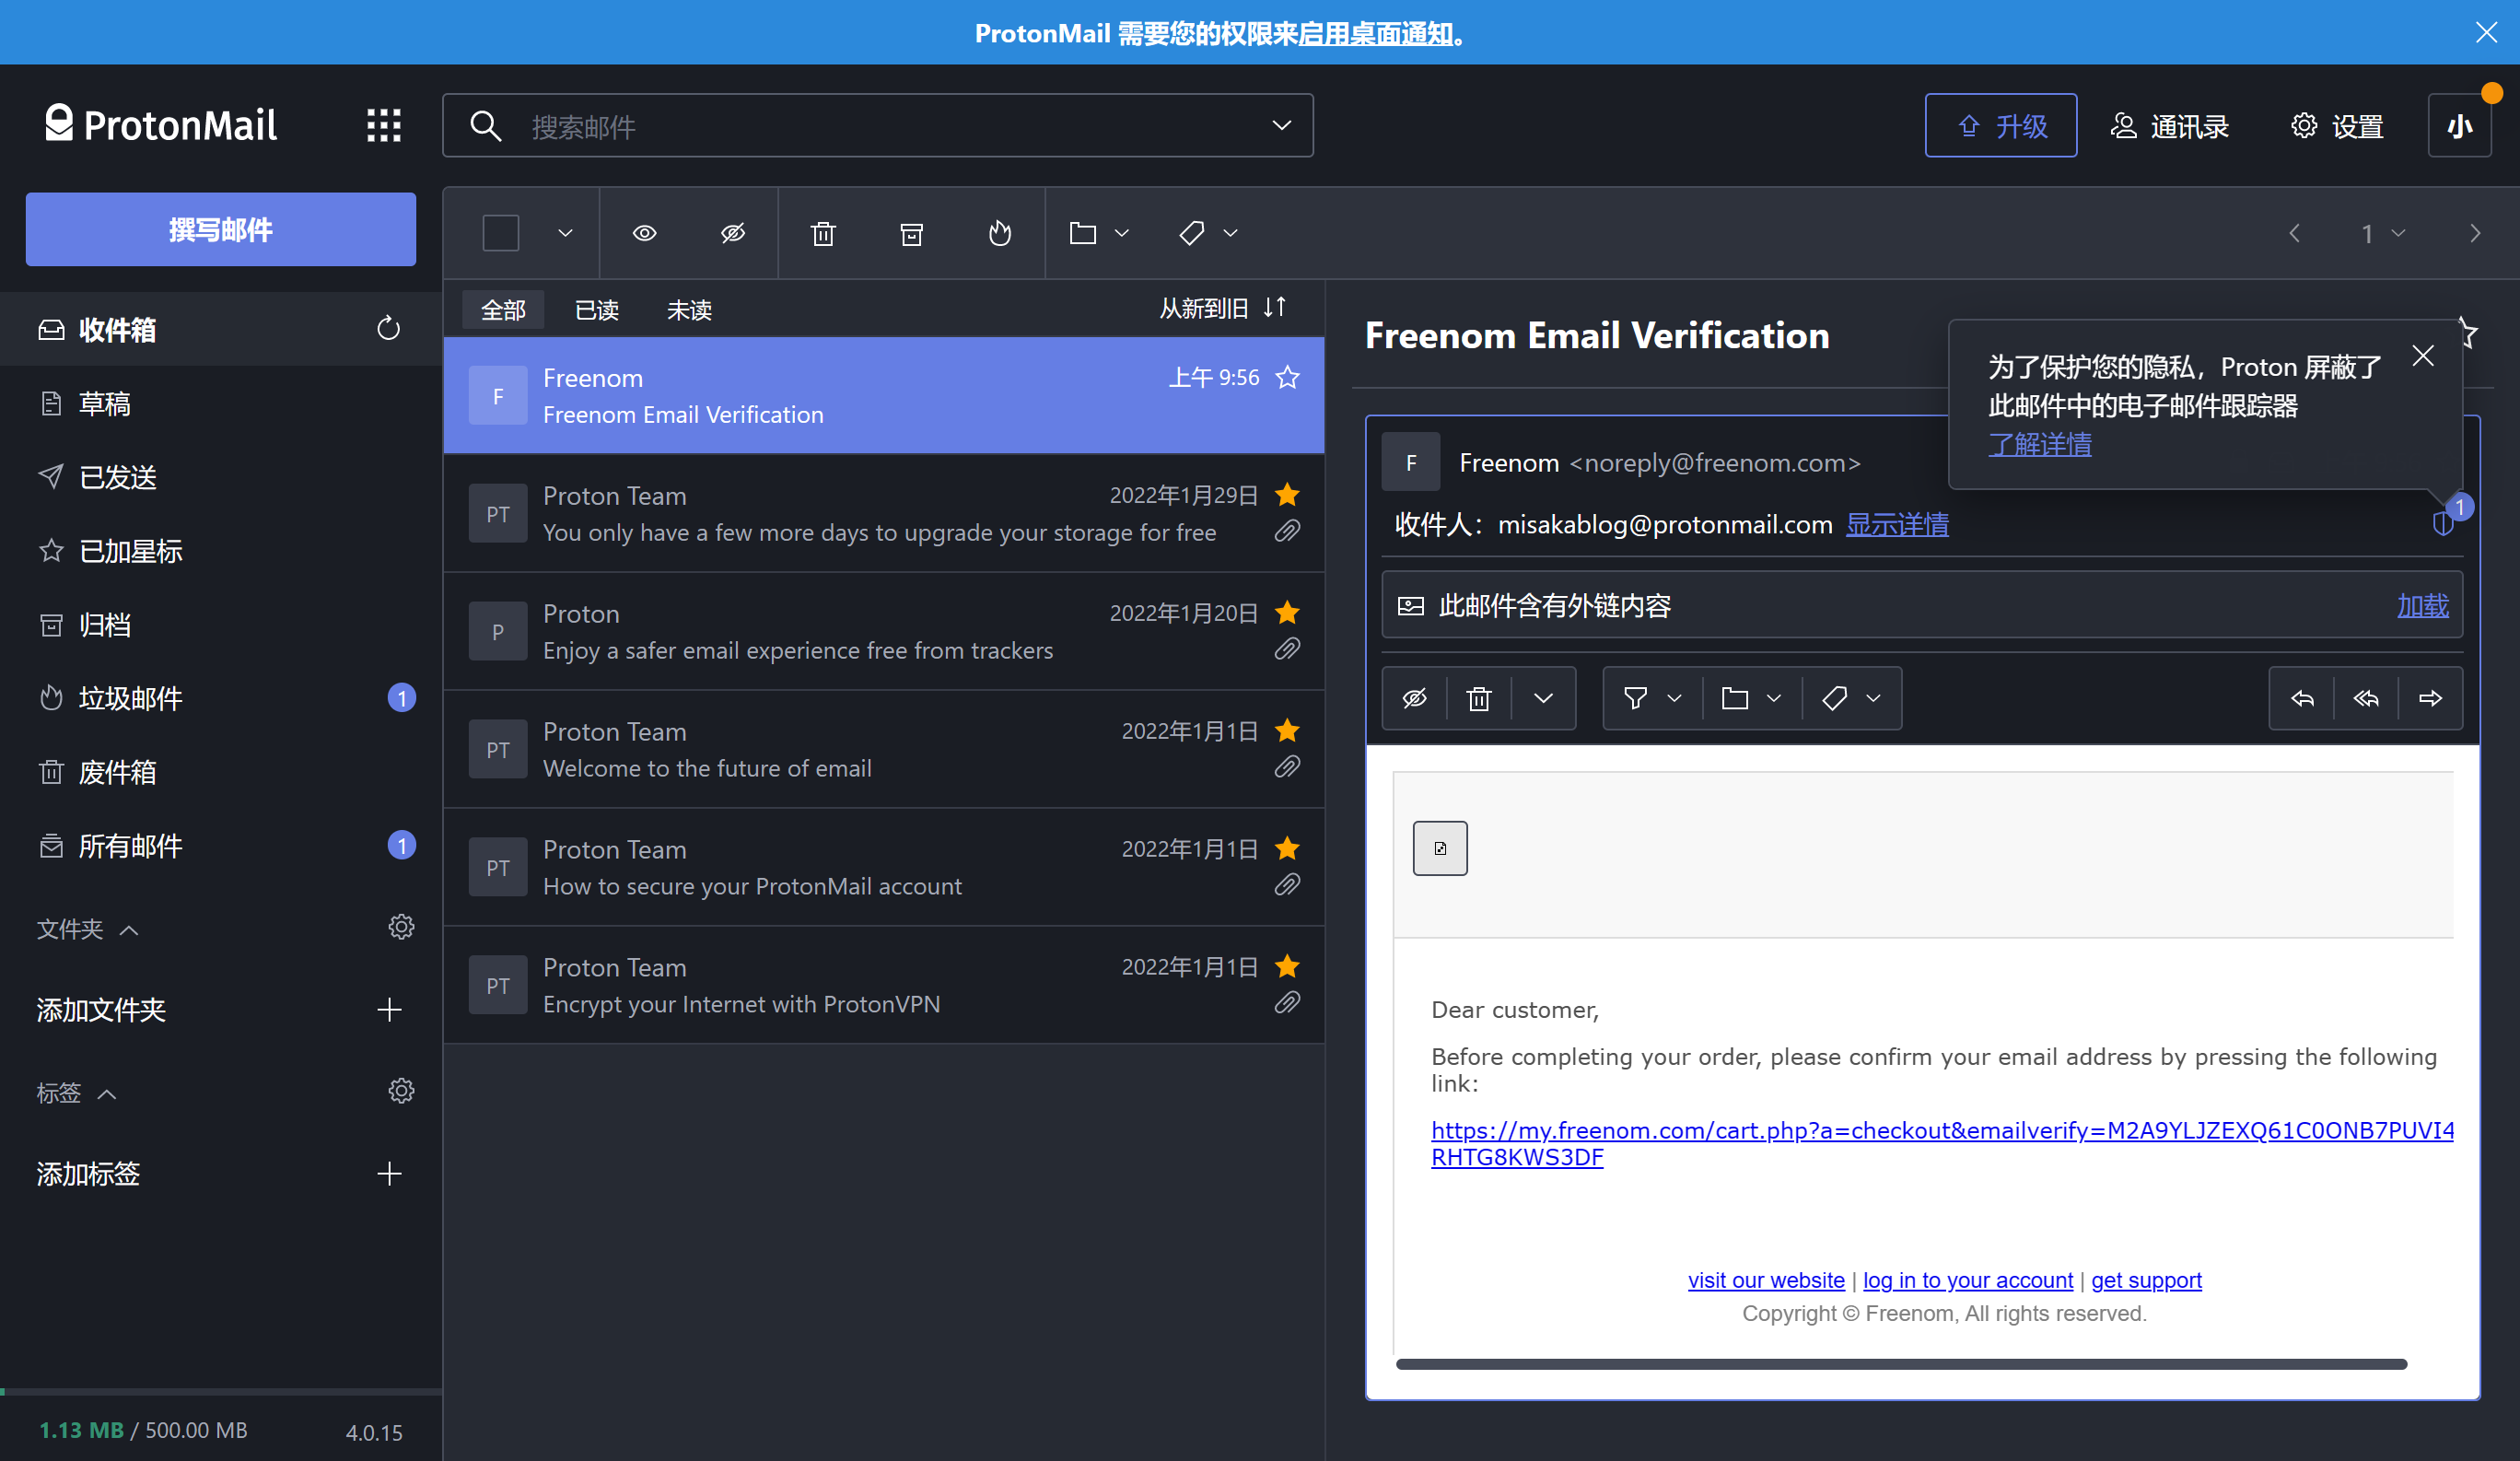 ProtonMail 需要您的权限来启用桌面通知。
ProtonMail
搜索邮件
升级
通讯录
设置
小
撰写邮件
收件箱
草稿
已发送
已加星标
归档
垃圾邮件 1
废件箱
所有邮件 1
文件夹
添加文件夹
标签
添加标签
1.13 MB / 500.00 MB
4.0.15
1
全部 已读 未读
从新到旧
F
Freenom 上午 9:56
Freenom Email Verification
PT
Proton Team 2022年1月29日
You only have a few more days to upgrade your storage for free
P
Proton 2022年1月20日
Enjoy a safer email experience free from trackers
PT
Proton Team 2022年1月1日
Welcome to the future of email
PT
Proton Team 2022年1月1日
How to secure your ProtonMail account
PT
Proton Team 2022年1月1日
Encrypt your Internet with ProtonVPN
Freenom Email Verification
为了保护您的隐私，Proton 屏蔽了
此邮件中的电子邮件跟踪器
了解详情
F
Freenom <noreply@freenom.com>
1
收件人： misakablog@protonmail.com 显示详情
此邮件含有外链内容 加载
Dear customer,
Before completing your order, please confirm your email address by pressing the following
link:
https://my.freenom.com/cart.php?a=checkout&emailverify=M2A9YLJZEXQ61C0ONB7PUVI4
RHTG8KWS3DF
visit our website | log in to your account | get support
Copyright © Freenom, All rights reserved.